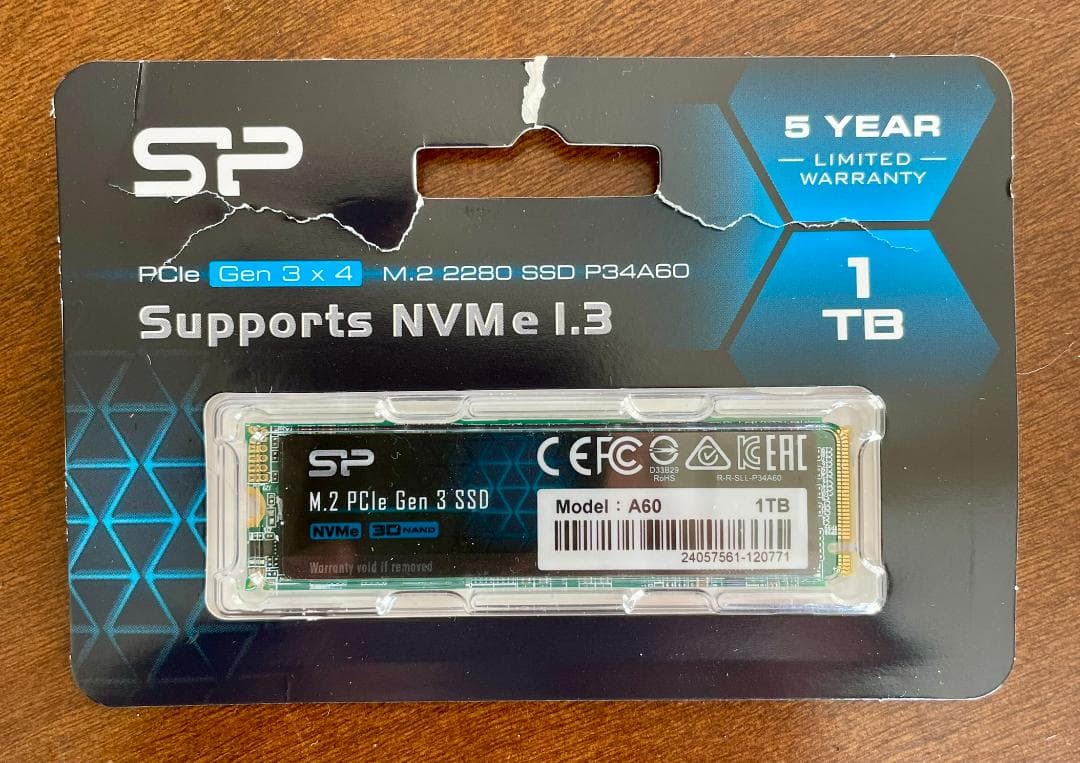 SP
5 YEAR
LIMITED
WARRANTY
PCIe Gen 3 x 4 M.2 2280 SSD P34A60
Supports NVMe 1.3
1
TB
SP
M.2 PCIe Gen 3 SSD
NVMe 3D NAND
Warranty void if removed
CE FC EAC
D33B29
RoHS
R-R-SLL-P34A60
Model : A60 1TB
24057561-120771